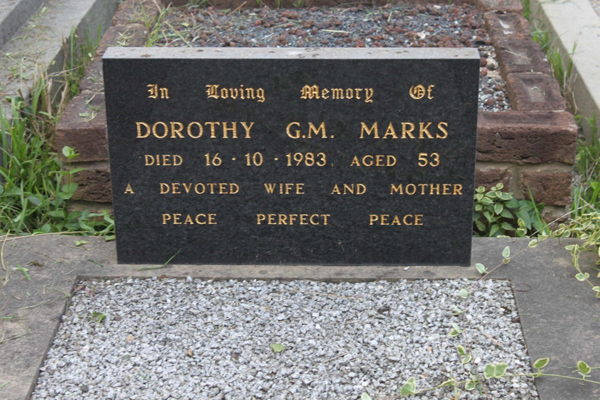 In Loving Memory Of
DOROTHY G.M. MARKS
DIED 16·10·1983 AGED 53
A DEVOTED WIFE AND MOTHER
PEACE PERFECT PEACE